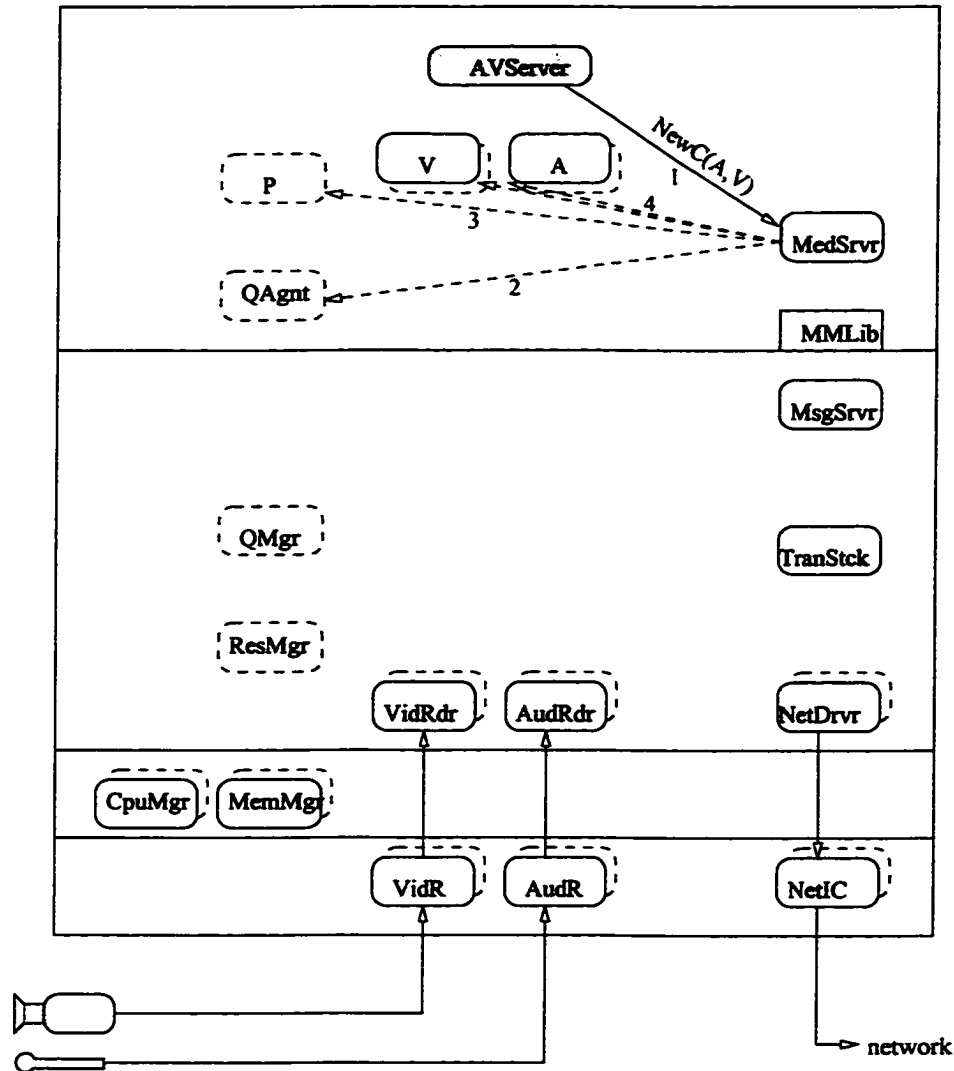 AVServer
NewC(A, V)
1
V
A
P
3
4
MedSrvr
QAgnt
2
MMLib
MsgSrvr
QMgr
TranStck
ResMgr
VidRdr
AudRdr
NetDrvr
CpuMgr
MemMgr
VidR
AudR
NetIC
network